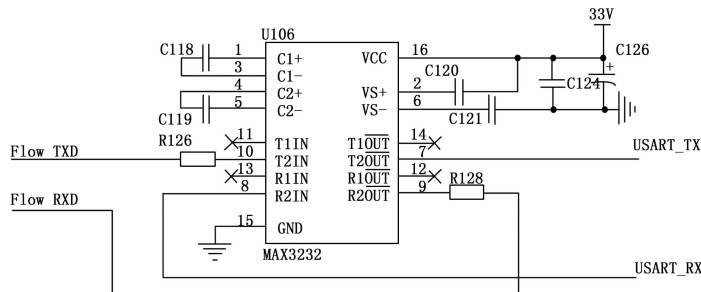 33V
U106
C118
1
C1+
VCC
16
C126
+
3
C1-
4
C2+
VS+
2
C120
C124
5
C2-
VS-
6
C119
C121
R126
11
T1IN
T1OUT
14
Flow TXD
10
T2IN
T2OUT
7
USART_TX
13
R1IN
R1OUT
12
R128
8
R2IN
R2OUT
9
Flow RXD
15
GND
MAX3232
USART_RX